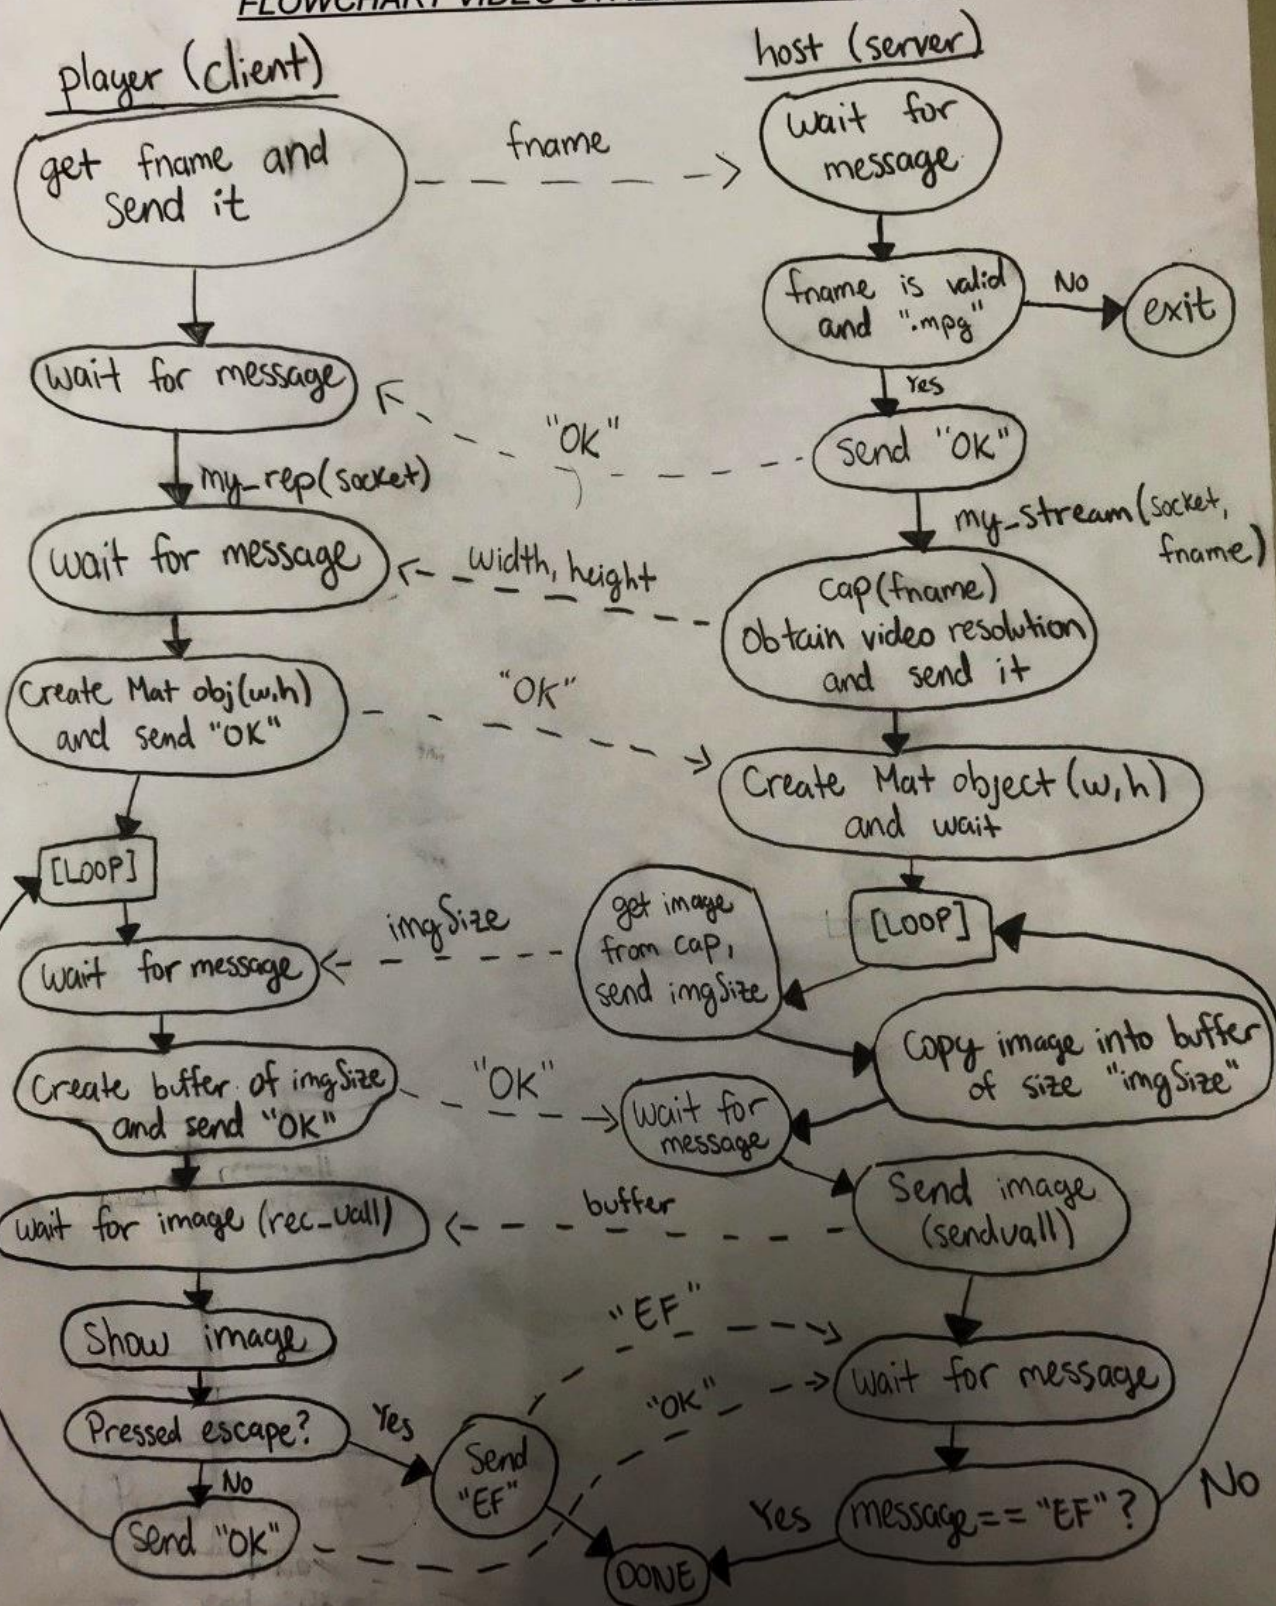 FLOWCHART VIDEO
player (client)
host (server)
get fname and
send it
fname
wait for
message
fname is valid
and ".mpg"
No
exit
Yes
wait for message
"OK"
send "OK"
my_rep(socket)
my_stream(socket,
fname)
wait for message
width, height
cap(fname)
obtain video resolution
and send it
Create Mat obj(w,h)
and send "OK"
"OK"
Create Mat object (w,h)
and wait
[LOOP]
[LOOP]
get image
from cap,
send imgSize
imgSize
wait for message
Copy image into buffer
of size "imgSize"
Create buffer of imgSize
and send "OK"
"OK"
wait for
message
wait for image (rec_vall)
buffer
Send image
(sendvall)
Show image
"EF"
wait for message
"OK"
Pressed escape?
Yes
Send
"EF"
No
Send "OK"
message == "EF" ?
Yes
No
DONE